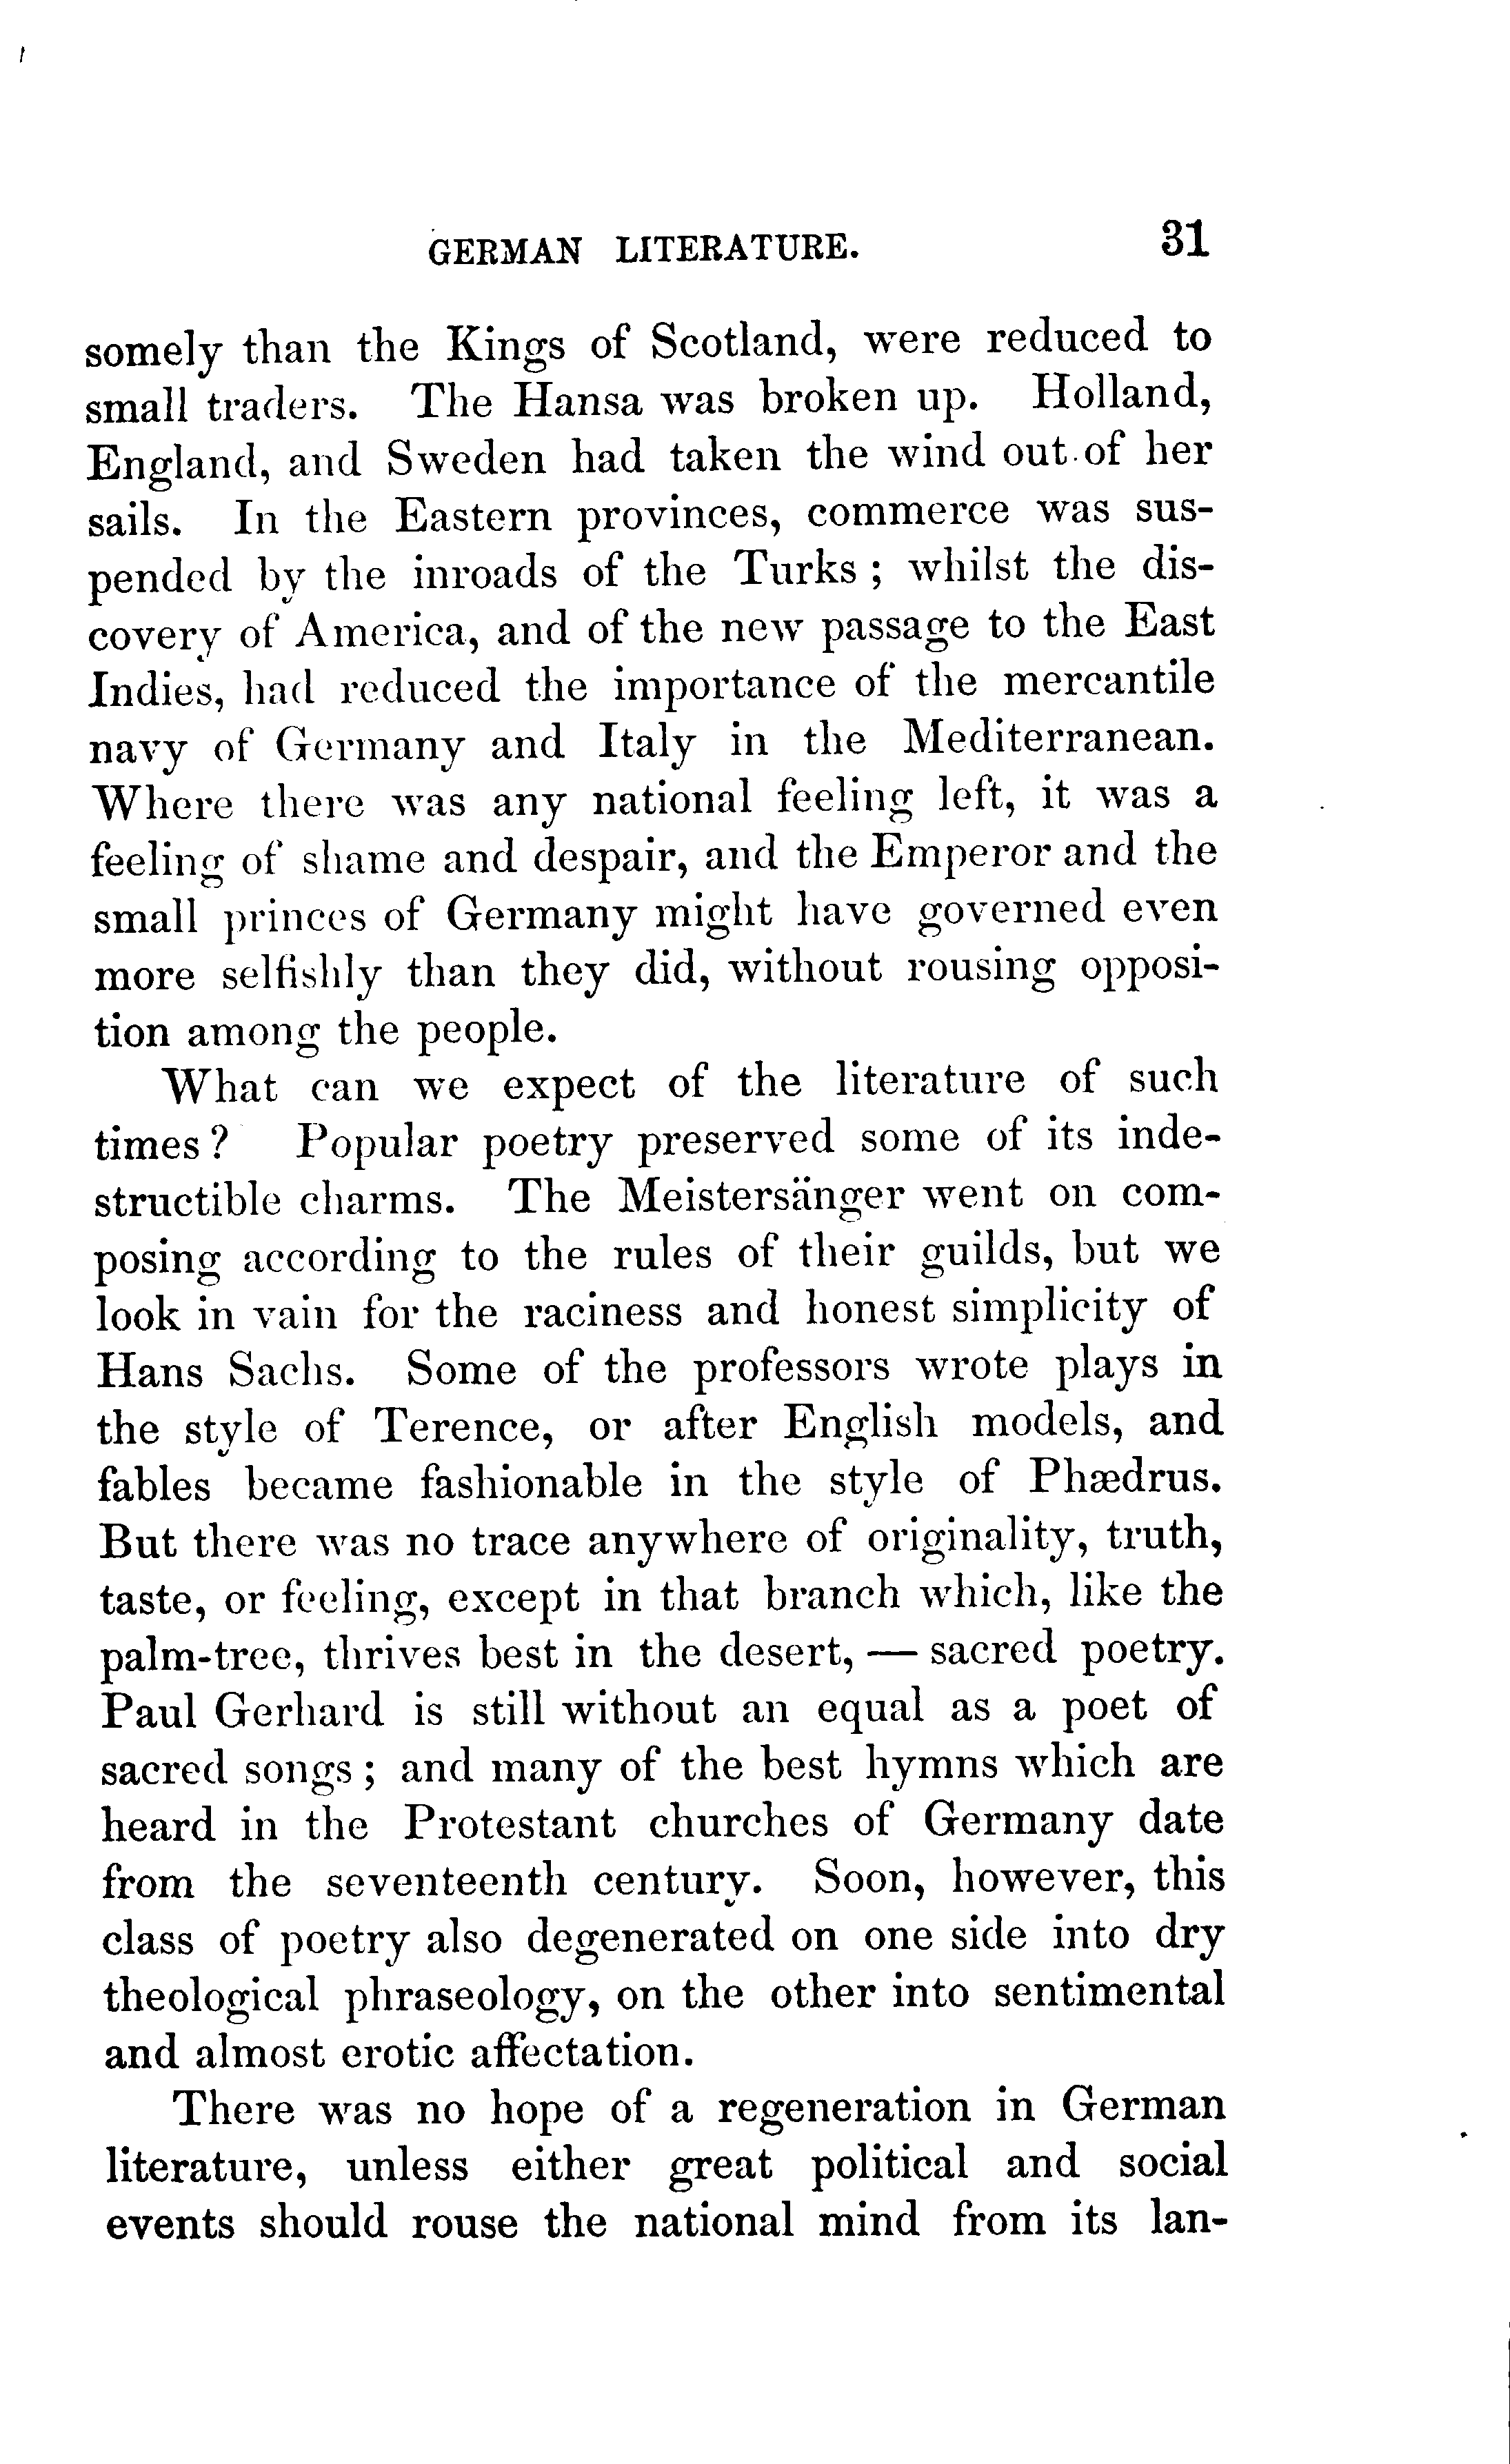 GERMAN LITERATURE. 31
somely than the Kings of Scotland, were reduced to
small traders. The Hansa was broken up. Holland,
England, and Sweden had taken the wind out of her
sails. In the Eastern provinces, commerce was sus-
pended by the inroads of the Turks ; whilst the dis-
covery of America, and of the new passage to the East
Indies, had reduced the importance of the mercantile
navy of Germany and Italy in the Mediterranean.
Where there was any national feeling left, it was a
feeling of shame and despair, and the Emperor and the
small princes of Germany might have governed even
more selfishly than they did, without rousing opposi-
tion among the people.
What can we expect of the literature of such
times ? Popular poetry preserved some of its inde-
structible charms. The Meistersänger went on com-
posing according to the rules of their guilds, but we
look in vain for the raciness and honest simplicity of
Hans Sachs. Some of the professors wrote plays in
the style of Terence, or after English models, and
fables became fashionable in the style of Phædrus.
But there was no trace anywhere of originality, truth,
taste, or feeling, except in that branch which, like the
palm-tree, thrives best in the desert, — sacred poetry.
Paul Gerhard is still without an equal as a poet of
sacred songs ; and many of the best hymns which are
heard in the Protestant churches of Germany date
from the seventeenth century. Soon, however, this
class of poetry also degenerated on one side into dry
theological phraseology, on the other into sentimental
and almost erotic affectation.
There was no hope of a regeneration in German
literature, unless either great political and social
events should rouse the national mind from its lan-